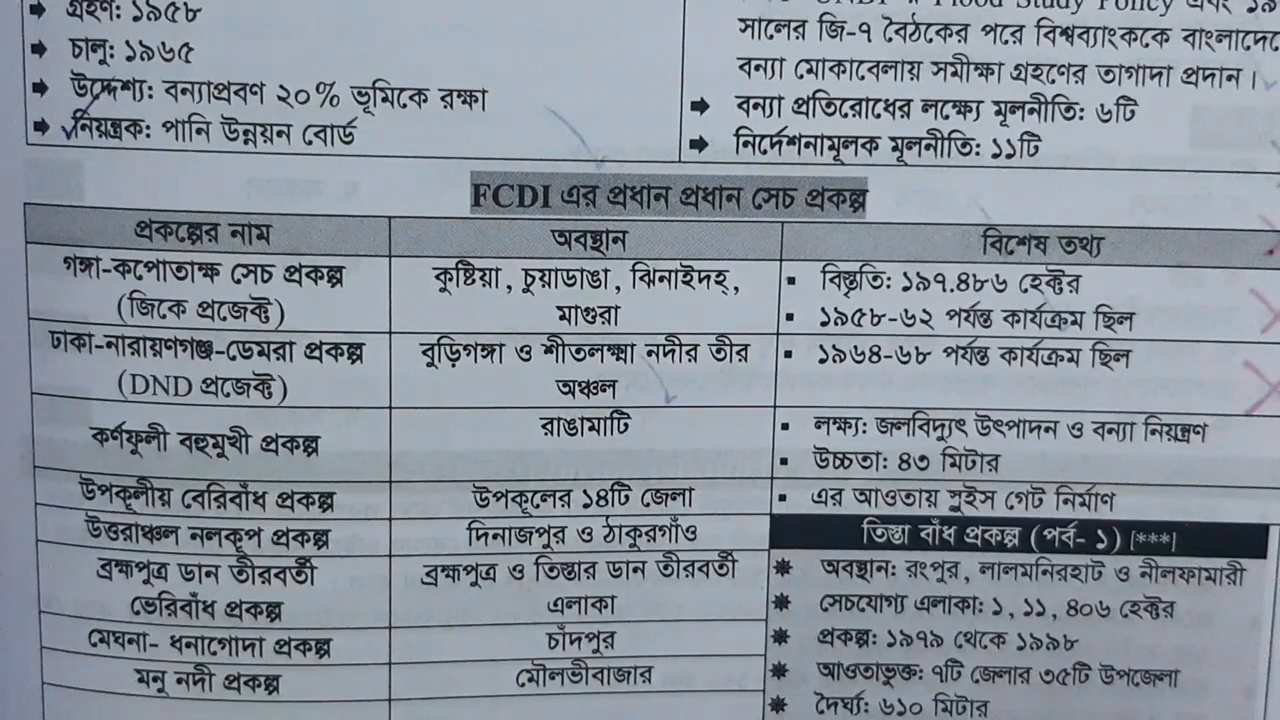 ➡ গ্রহণ: ১৯৫৮
➡ চালু: ১৯৬৫
➡ উদ্দেশ্য: বন্যাপ্রবণ ২০% ভূমিকে রক্ষা
➡ নিয়ন্ত্রক: পানি উন্নয়ন বোর্ড
Flood Study Policy এবং ১৯
সালের জি-৭ বৈঠকের পরে বিশ্বব্যাংককে বাংলাদেশে
বন্যা মোকাবেলায় সমীক্ষা গ্রহণের তাগাদা প্রদান।
➡ বন্যা প্রতিরোধের লক্ষ্যে মূলনীতি: ৬টি
➡ নির্দেশনামূলক মূলনীতি: ১১টি
FCDI এর প্রধান প্রধান সেচ প্রকল্প
প্রকল্পের নাম অবস্থান বিশেষ তথ্য
গঙ্গা-কপোতাক্ষ সেচ প্রকল্প
(জিকে প্রজেক্ট)
কুষ্টিয়া, চুয়াডাঙা, ঝিনাইদহ,
মাগুরা
▪ বিস্তৃতি: ১৯৭.৪৮৬ হেক্টর
▪ ১৯৫৮-৬২ পর্যন্ত কার্যক্রম ছিল
ঢাকা-নারায়ণগঞ্জ-ডেমরা প্রকল্প
(DND প্রজেক্ট)
বুড়িগঙ্গা ও শীতলক্ষ্মা নদীর তীর
অঞ্চল
▪ ১৯৬৪-৬৮ পর্যন্ত কার্যক্রম ছিল
কর্ণফুলী বহুমুখী প্রকল্প
রাঙামাটি
▪ লক্ষ্য: জলবিদ্যুৎ উৎপাদন ও বন্যা নিয়ন্ত্রণ
▪ উচ্চতা: ৪৩ মিটার
উপকূলীয় বেরিবাঁধ প্রকল্প
উপকূলের ১৪টি জেলা
▪ এর আওতায় স্লুইস গেট নির্মাণ
উত্তরাঞ্চল নলকূপ প্রকল্প
দিনাজপুর ও ঠাকুরগাঁও
ব্রহ্মপুত্র ডান তীরবর্তী
ভেরিবাঁধ প্রকল্প
ব্রহ্মপুত্র ও তিস্তার ডান তীরবর্তী
এলাকা
মেঘনা- ধনাগোদা প্রকল্প
চাঁদপুর
মনু নদী প্রকল্প
মৌলভীবাজার
তিস্তা বাঁধ প্রকল্প (পর্ব- ১) [***]
✵ অবস্থান: রংপুর, লালমনিরহাট ও নীলফামারী
✵ সেচযোগ্য এলাকা: ১, ১১, ৪০৬ হেক্টর
✵ প্রকল্প: ১৯৭৯ থেকে ১৯৯৮
✵ আওতাভুক্ত: ৭টি জেলার ৩৫টি উপজেলা
✵ দৈর্ঘ্য: ৬১০ মিটার